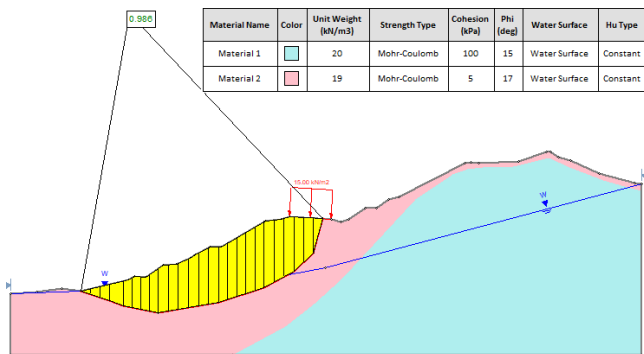 0.986
Material Name Color Unit Weight (kN/m3) Strength Type Cohesion (kPa) Phi (deg) Water Surface Hu Type
Material 1 20 Mohr-Coulomb 100 15 Water Surface Constant
Material 2 19 Mohr-Coulomb 5 17 Water Surface Constant
15.00 kN/m2
W
W